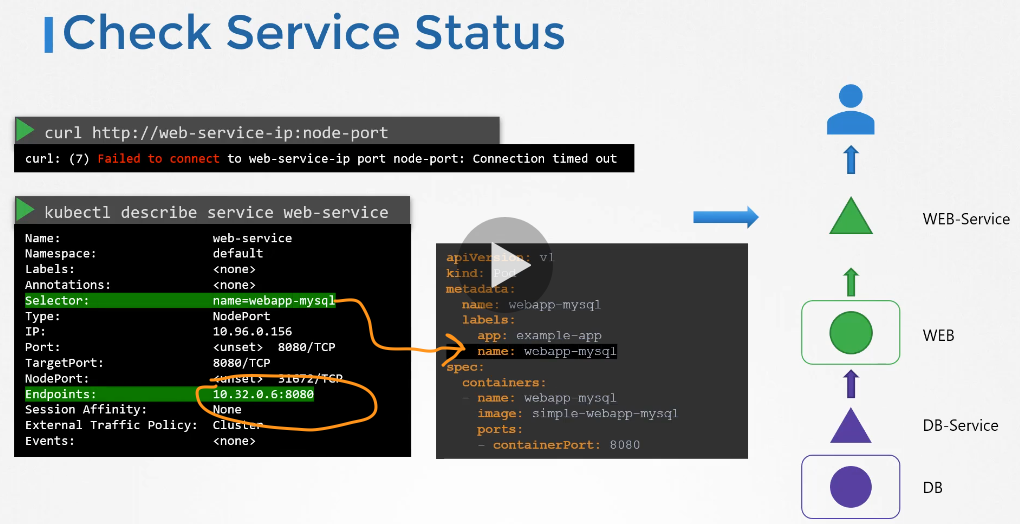 Check Service Status
curl http://web-service-ip:node-port
curl: (7) Failed to connect to web-service-ip port node-port: Connection timed out
kubectl describe service web-service
Name: web-service
Namespace: default
Labels: <none>
Annotations: <none>
Selector: name=webapp-mysql
Type: NodePort
IP: 10.96.0.156
Port: <unset> 8080/TCP
TargetPort: 8080/TCP
NodePort: <unset> 31672/TCP
Endpoints: 10.32.0.6:8080
Session Affinity: None
External Traffic Policy: Cluster
Events: <none>
apiVersion: v1
kind: Pod
metadata:
name: webapp-mysql
labels:
app: example-app
name: webapp-mysql
spec:
containers:
- name: webapp-mysql
image: simple-webapp-mysql
ports:
- containerPort: 8080
WEB-Service
WEB
DB-Service
DB